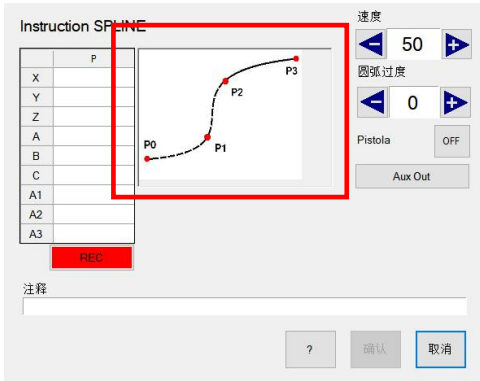 Instruction SPLINE
速度
50
圆弧过度
0
Pistola OFF
Aux Out
P
X
Y
Z
A
B
C
A1
A2
A3
REC
P0
P1
P2
P3
注释
? 确认 取消